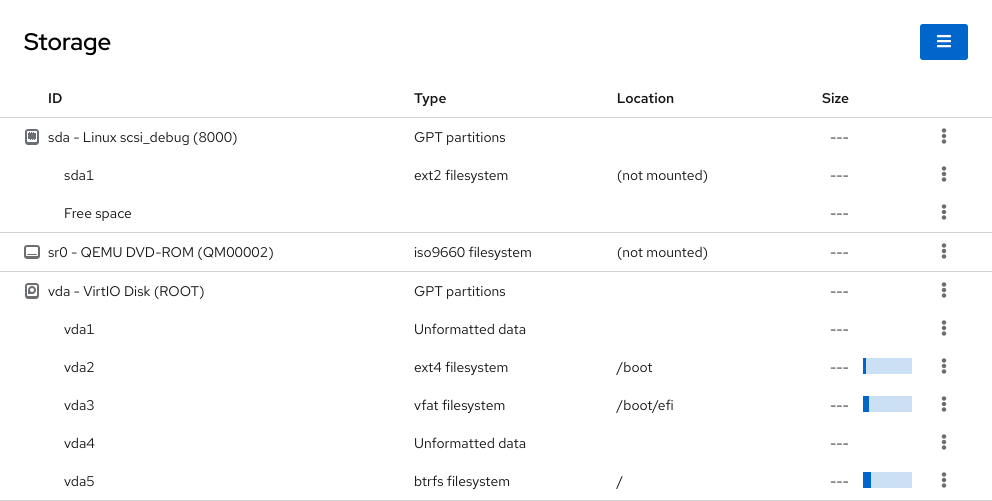 Storage
ID Type Location Size
sda - Linux scsi_debug (8000) GPT partitions ---
sda1 ext2 filesystem (not mounted) ---
Free space ---
sr0 - QEMU DVD-ROM (QM00002) iso9660 filesystem (not mounted) ---
vda - VirtIO Disk (ROOT) GPT partitions ---
vda1 Unformatted data ---
vda2 ext4 filesystem /boot ---
vda3 vfat filesystem /boot/efi ---
vda4 Unformatted data ---
vda5 btrfs filesystem / ---